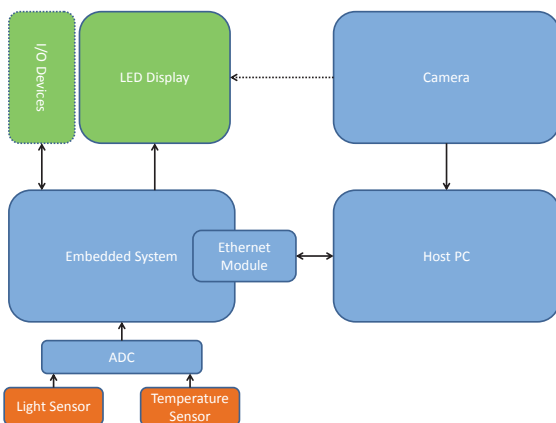 I/O Devices
LED Display
Camera
Embedded System
Ethernet
Module
Host PC
ADC
Light Sensor
Temperature
Sensor